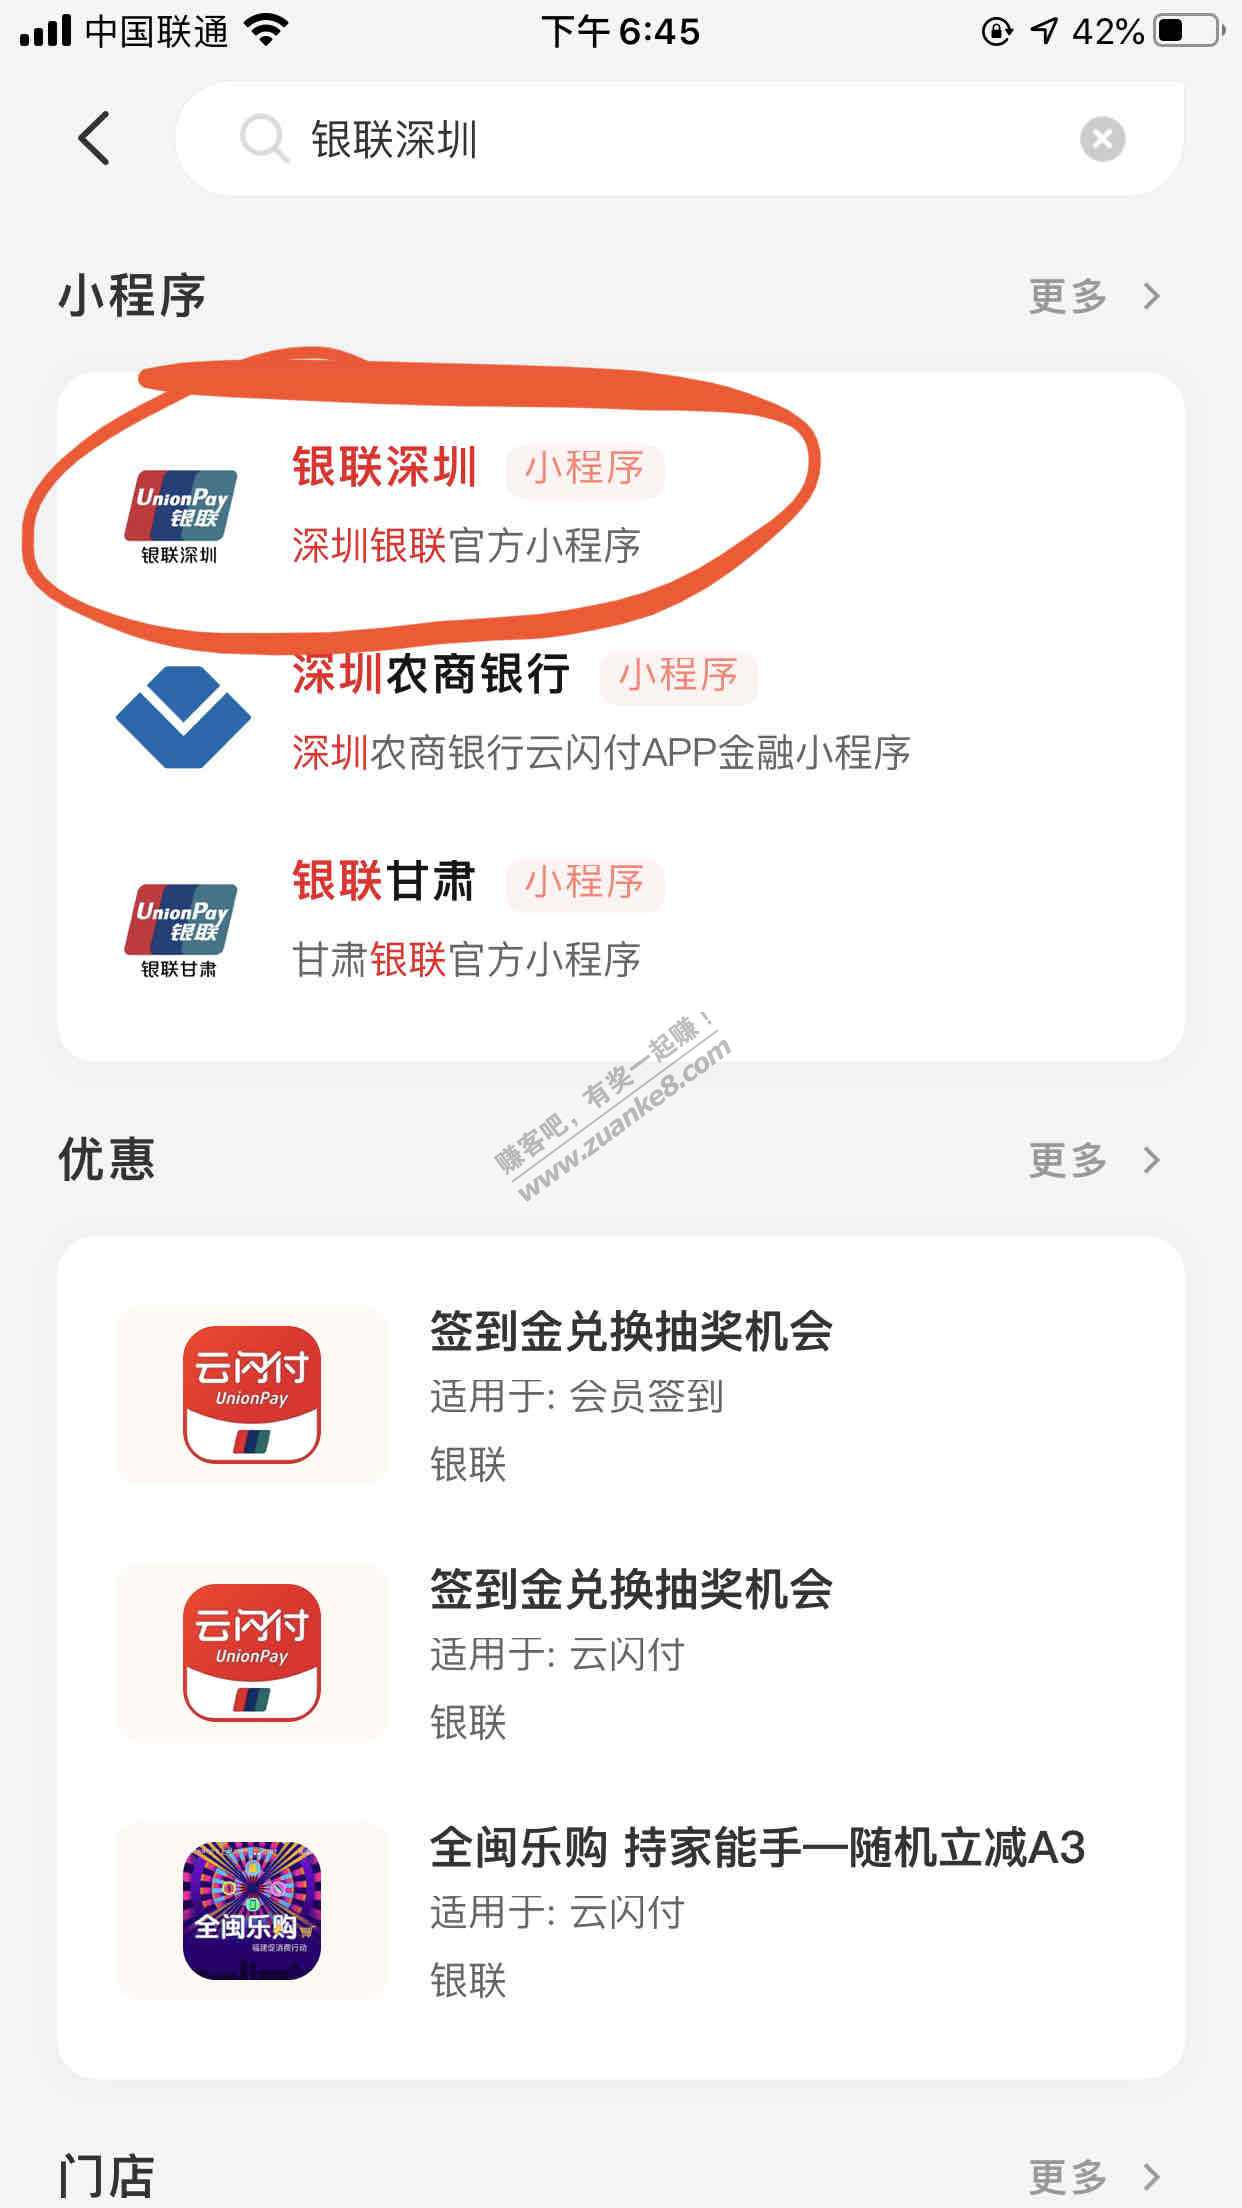 中国联通 下午 6:45 42%
银联深圳
小程序 更多
银联深圳 小程序
UnionPay
银联
银联深圳
深圳银联官方小程序
深圳农商银行 小程序
深圳农商银行云闪付APP金融小程序
银联甘肃 小程序
UnionPay
银联
银联甘肃
甘肃银联官方小程序
赚客吧，有奖一起赚！
www.zuanke8.com
优惠 更多
签到金兑换抽奖机会
云闪付
UnionPay
适用于: 会员签到
银联
签到金兑换抽奖机会
云闪付
UnionPay
适用于: 云闪付
银联
全闽乐购 持家能手—随机立减A3
全闽乐购
福建促消费行动
适用于: 云闪付
银联
门店 更多